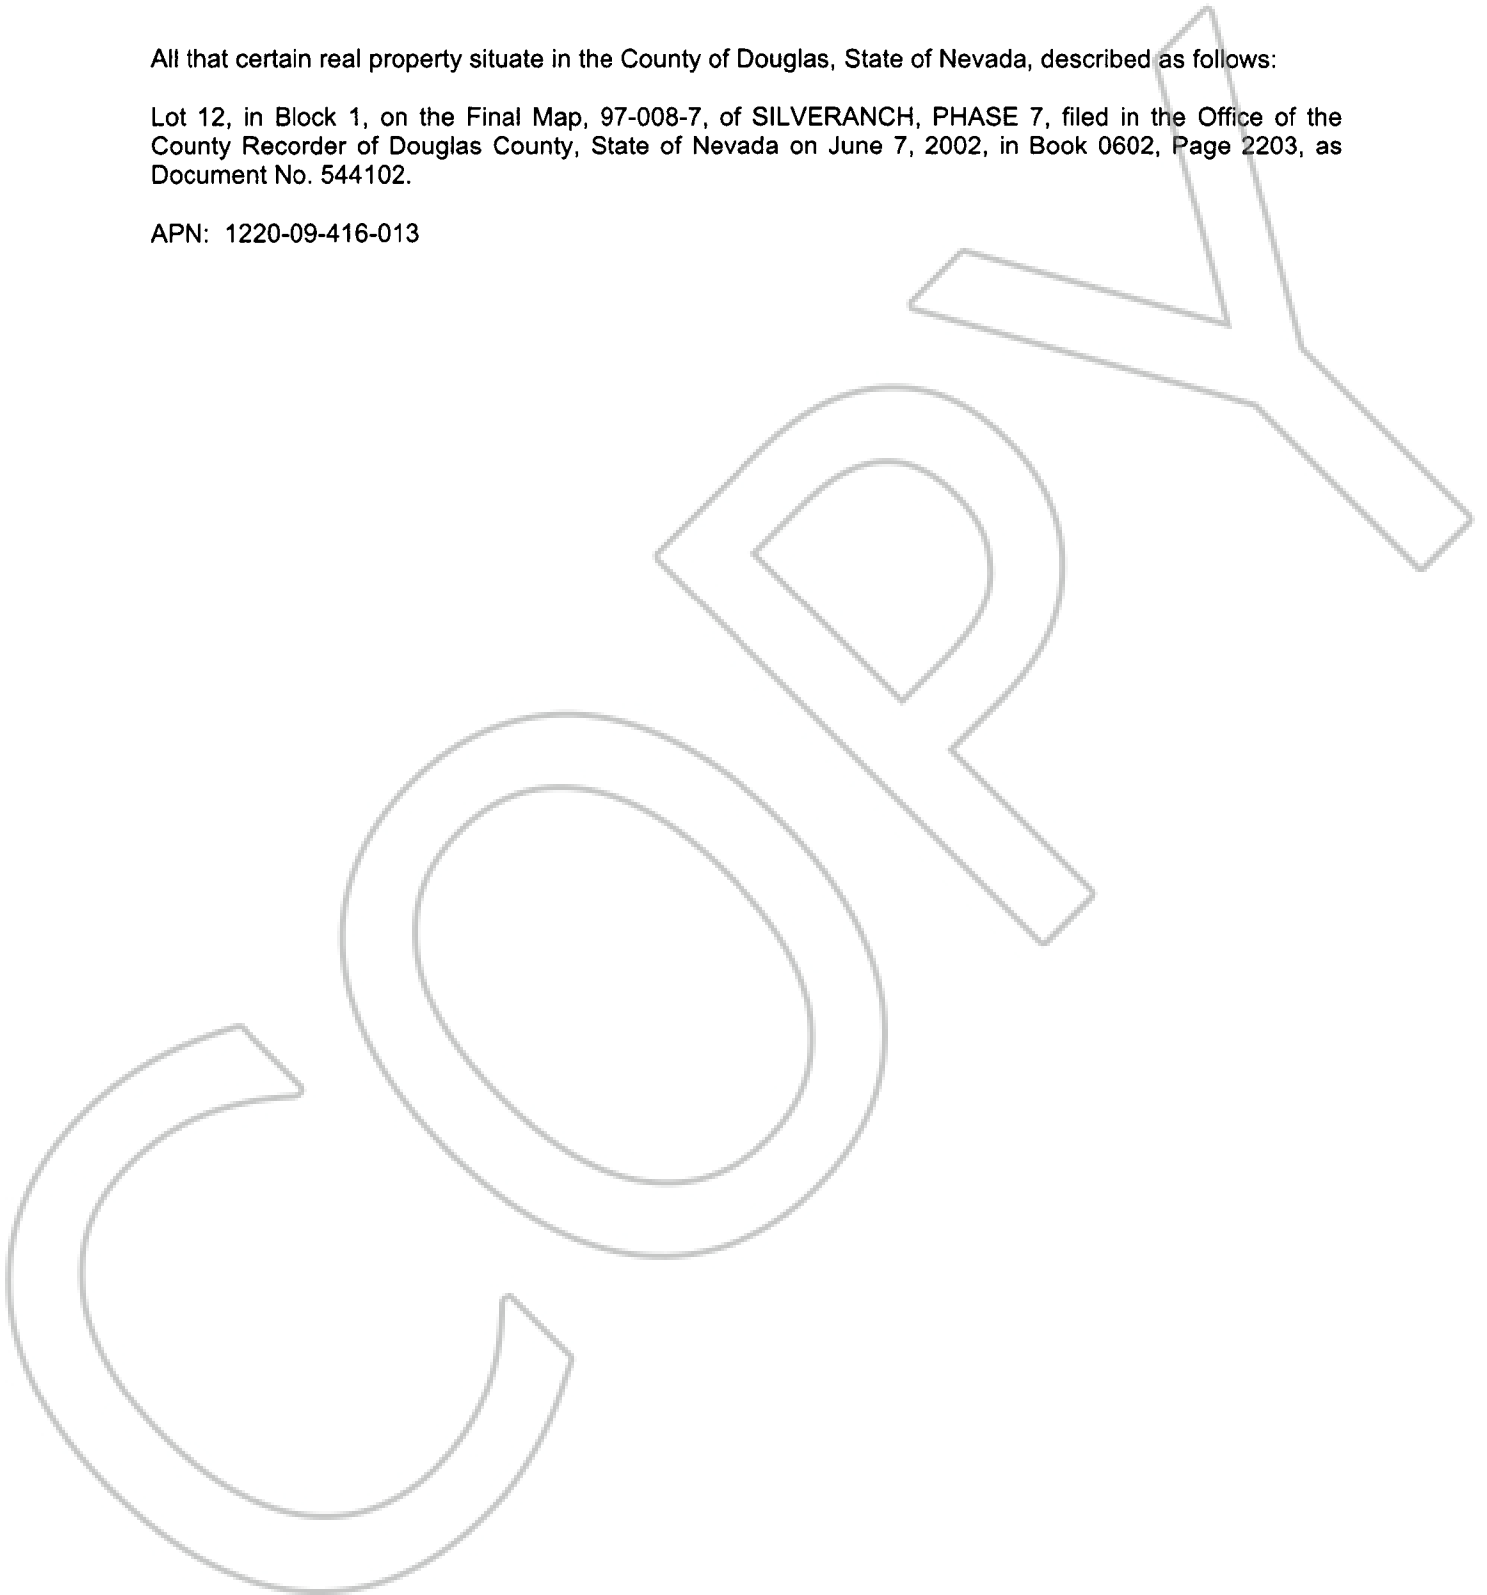 All that certain real property situate in the County of Douglas, State of Nevada, described as follows:
Lot 12, in Block 1, on the Final Map, 97-008-7, of SILVERANCH, PHASE 7, filed in the Office of the
County Recorder of Douglas County, State of Nevada on June 7, 2002, in Book 0602, Page 2203, as
Document No. 544102.
APN: 1220-09-416-013
COPY